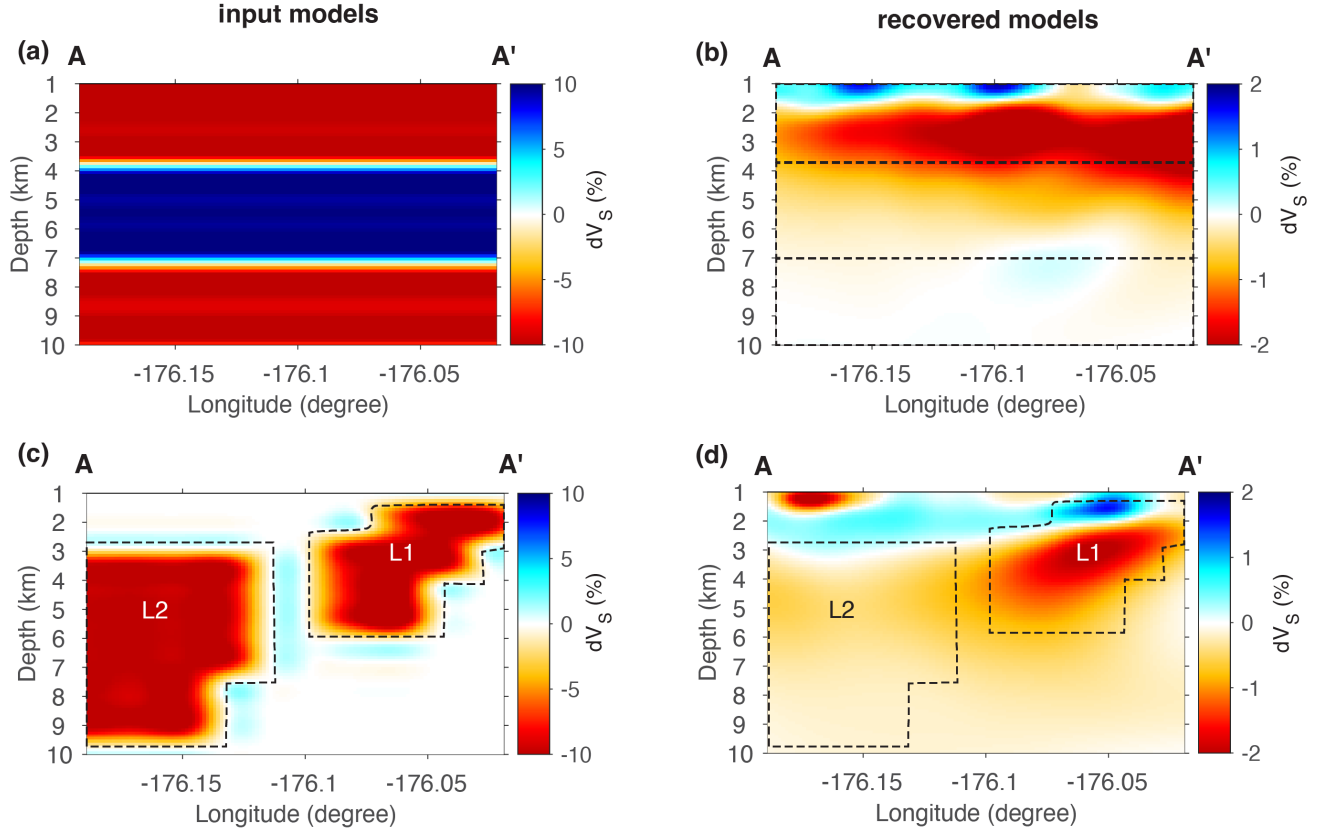 input models
recovered models
(a)
A
A'
1
2
3
4
5
6
7
8
9
10
Depth (km)
-176.15
-176.1
-176.05
Longitude (degree)
10
5
0
-5
-10
dVS (%)
(b)
A
A'
1
2
3
4
5
6
7
8
9
10
Depth (km)
-176.15
-176.1
-176.05
Longitude (degree)
2
1
0
-1
-2
dVS (%)
(c)
A
A'
1
2
3
4
5
6
7
8
9
10
Depth (km)
L2
L1
-176.15
-176.1
-176.05
Longitude (degree)
10
5
0
-5
-10
dVS (%)
(d)
A
A'
1
2
3
4
5
6
7
8
9
10
Depth (km)
L2
L1
-176.15
-176.1
-176.05
Longitude (degree)
2
1
0
-1
-2
dVS (%)